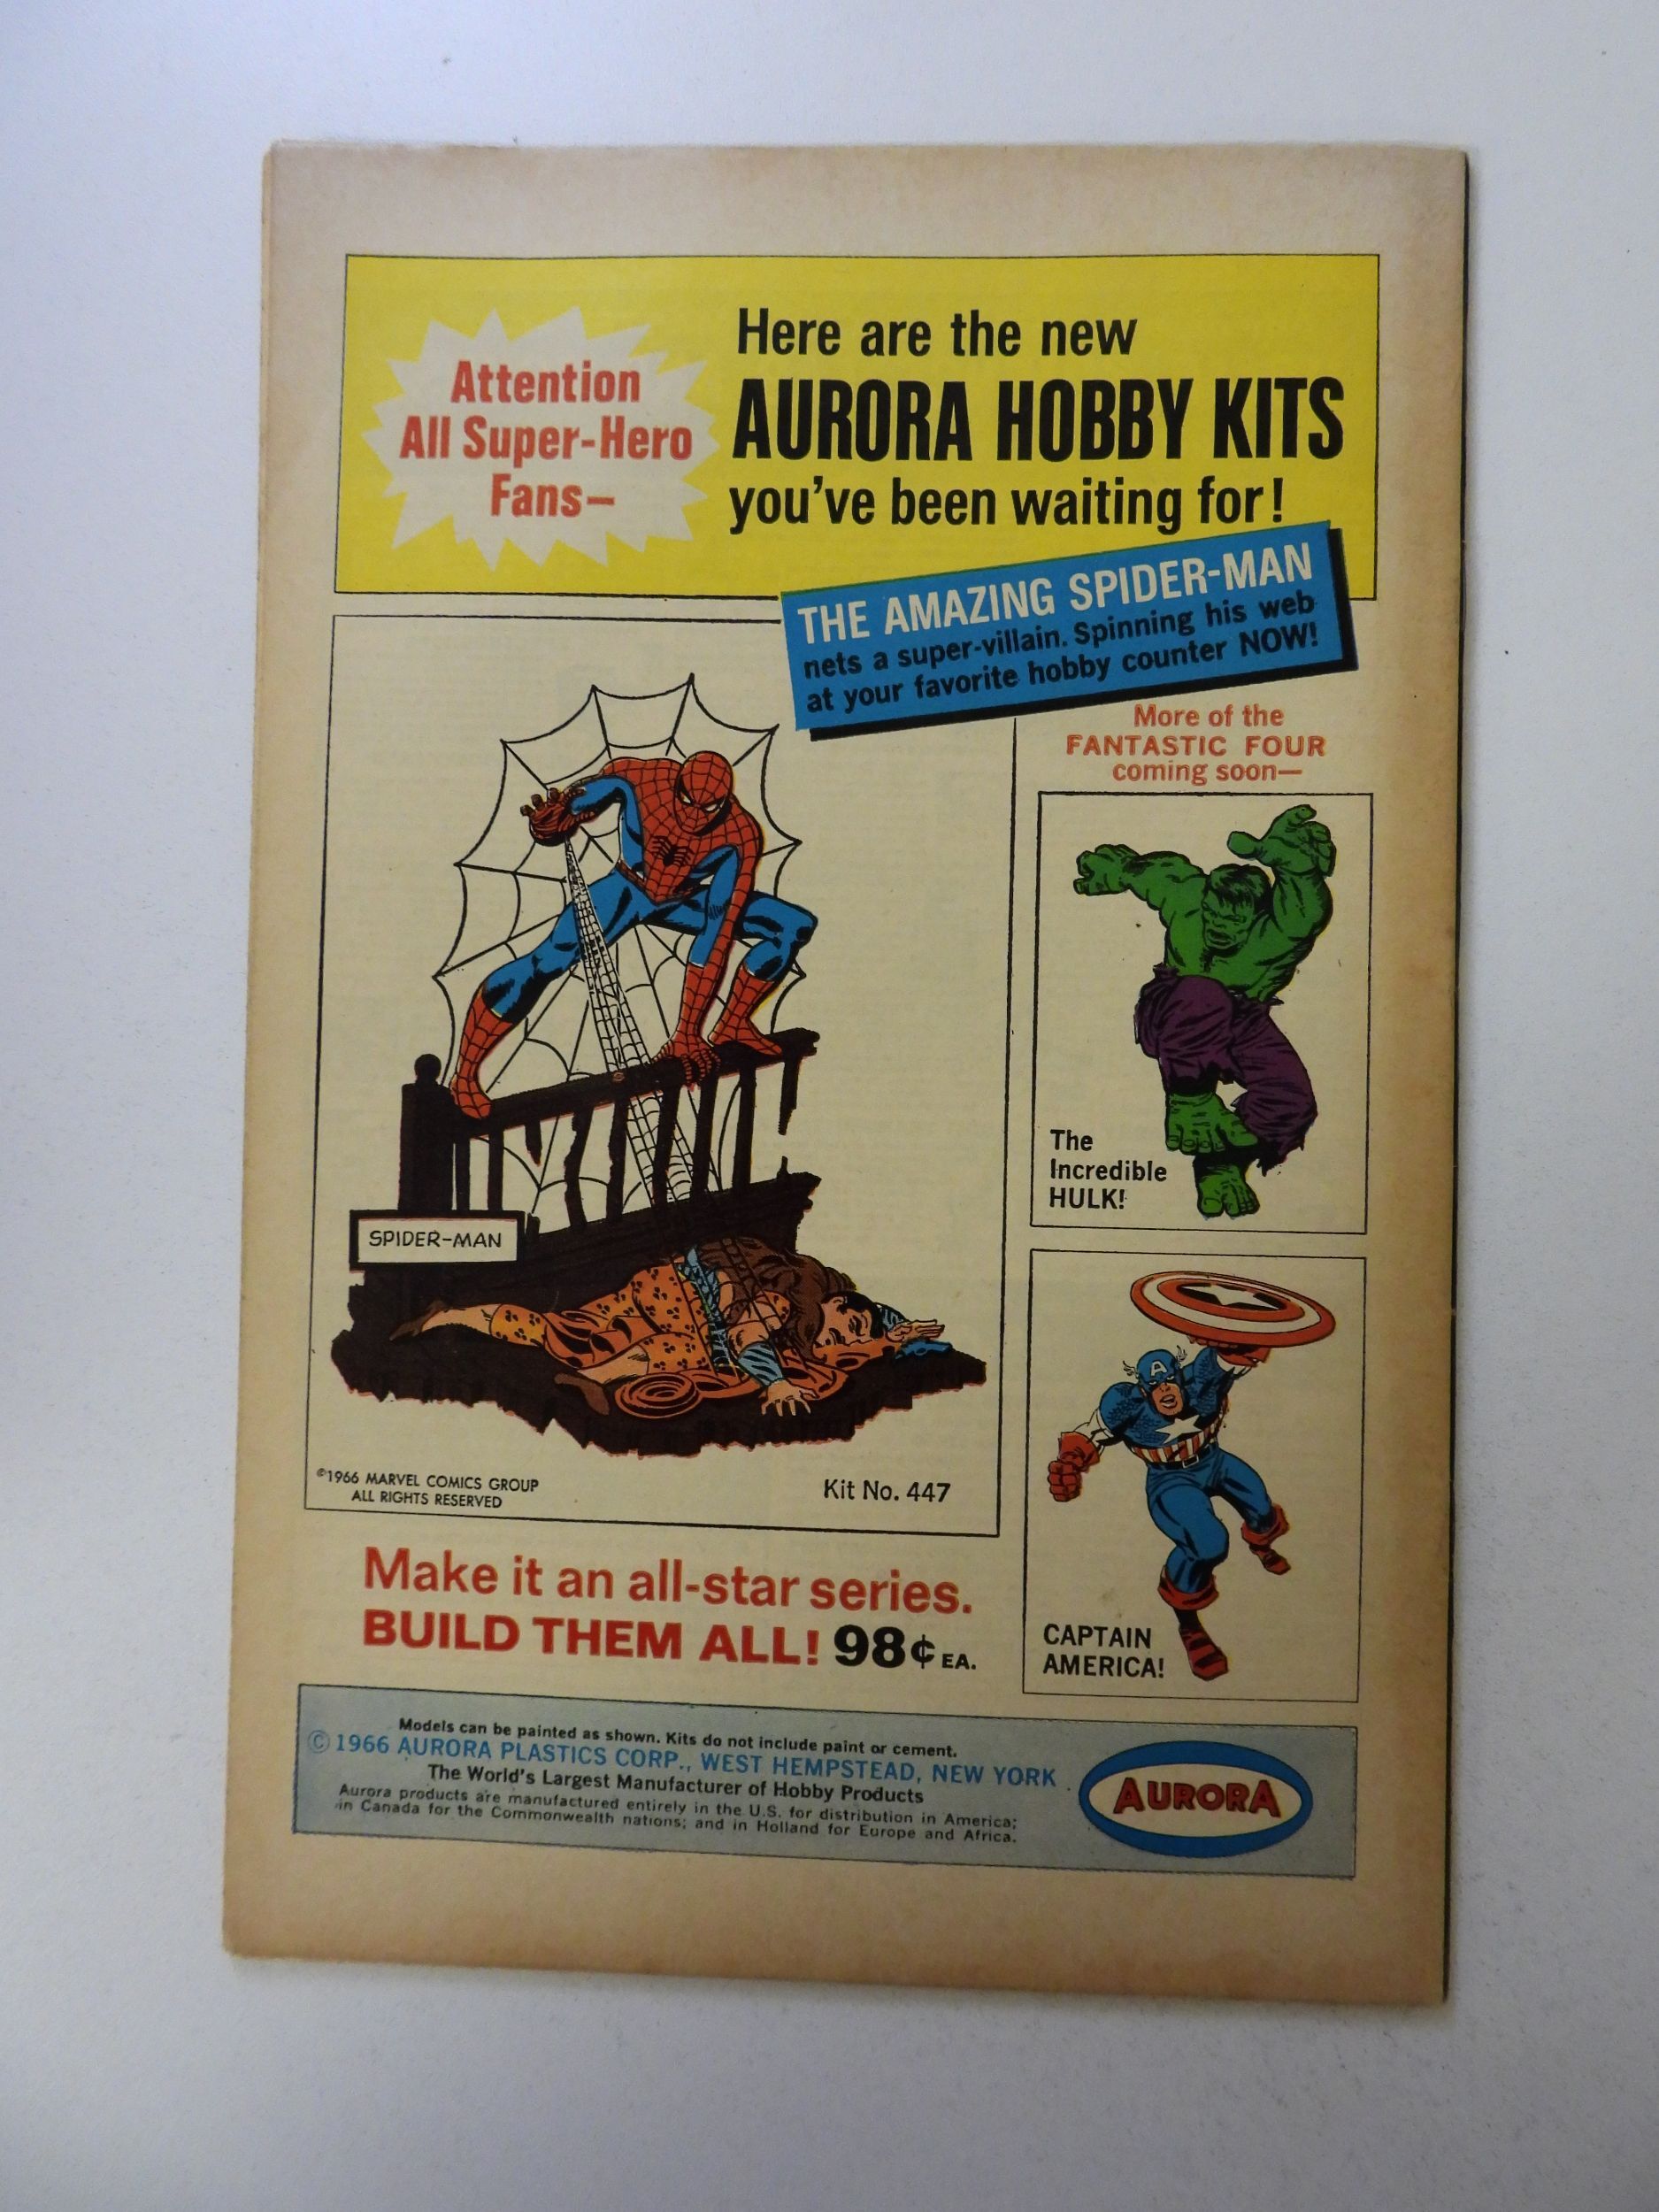 Attention
All Super-Hero
Fans—
Here are the new
AURORA HOBBY KITS
you've been waiting for!
THE AMAZING SPIDER-MAN
nets a super-villain. Spinning his web
at your favorite hobby counter NOW!
More of the
FANTASTIC FOUR
coming soon—
The
Incredible
HULK!
SPIDER-MAN
A
©1966 MARVEL COMICS GROUP
ALL RIGHTS RESERVED
Kit No. 447
CAPTAIN
AMERICA!
Make it an all-star series.
BUILD THEM ALL! 98¢ EA.
Models can be painted as shown. Kits do not include paint or cement.
© 1966 AURORA PLASTICS CORP., WEST HEMPSTEAD, NEW YORK
The World's Largest Manufacturer of Hobby Products
Aurora products are manufactured entirely in the U.S. for distribution in America;
in Canada for the Commonwealth nations; and in Holland for Europe and Africa.
AURORA